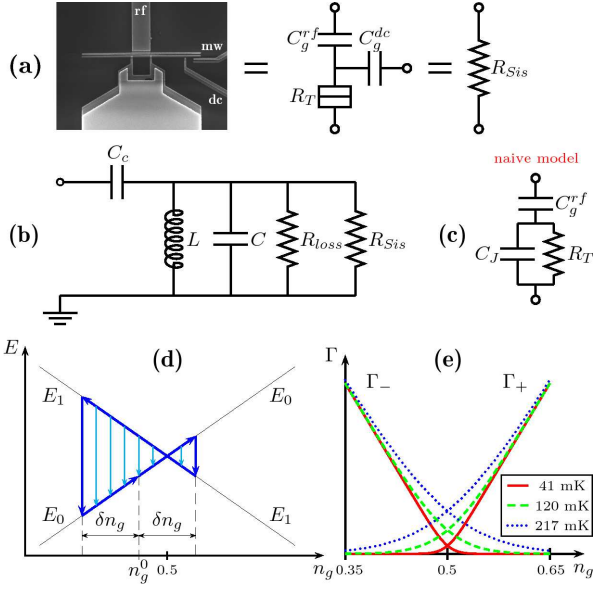 (a)
rf
mw
dc
=
C_g^{rf}
C_g^{dc}
R_T
=
R_{Sis}
(b)
C_c
L
C
R_{loss}
R_{Sis}
naive model
(c)
C_g^{rf}
C_J
R_T
(d)
E
E_1
E_0
E_0
E_1
δn_g
δn_g
n_g^0
0.5
n_g
(e)
Γ
Γ_−
Γ_+
41 mK
120 mK
217 mK
0.35
0.5
0.65
n_g